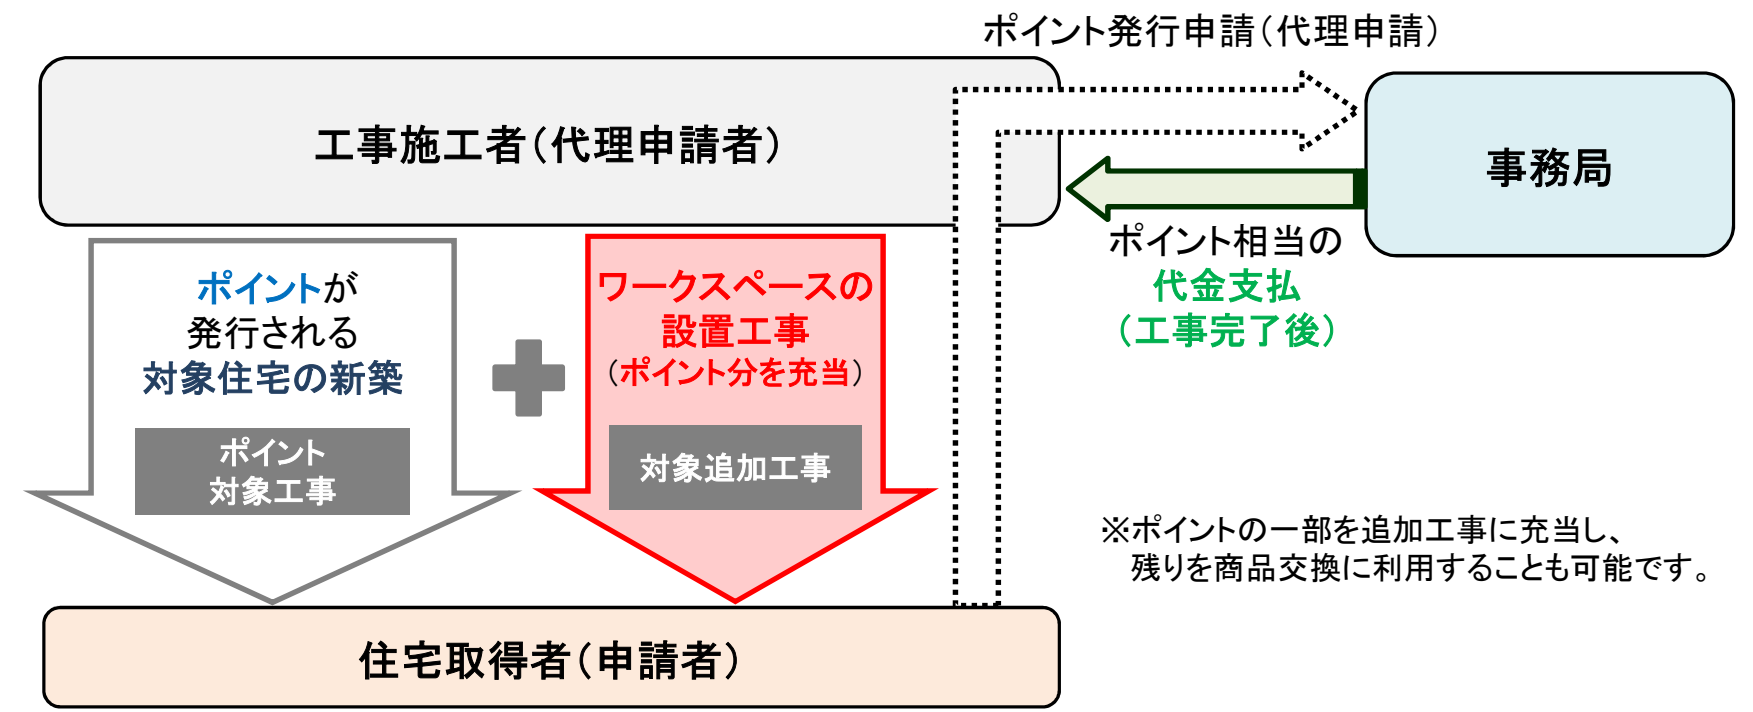 ポイント発行申請（代理申請）
工事施工者（代理申請者）
事務局
ポイント相当の
代金支払
（工事完了後）
ポイントが
発行される
対象住宅の新築
ポイント
対象工事
ワークスペースの
設置工事
（ポイント分を充当）
対象追加工事
※ポイントの一部を追加工事に充当し、
残りを商品交換に利用することも可能です。
住宅取得者（申請者）